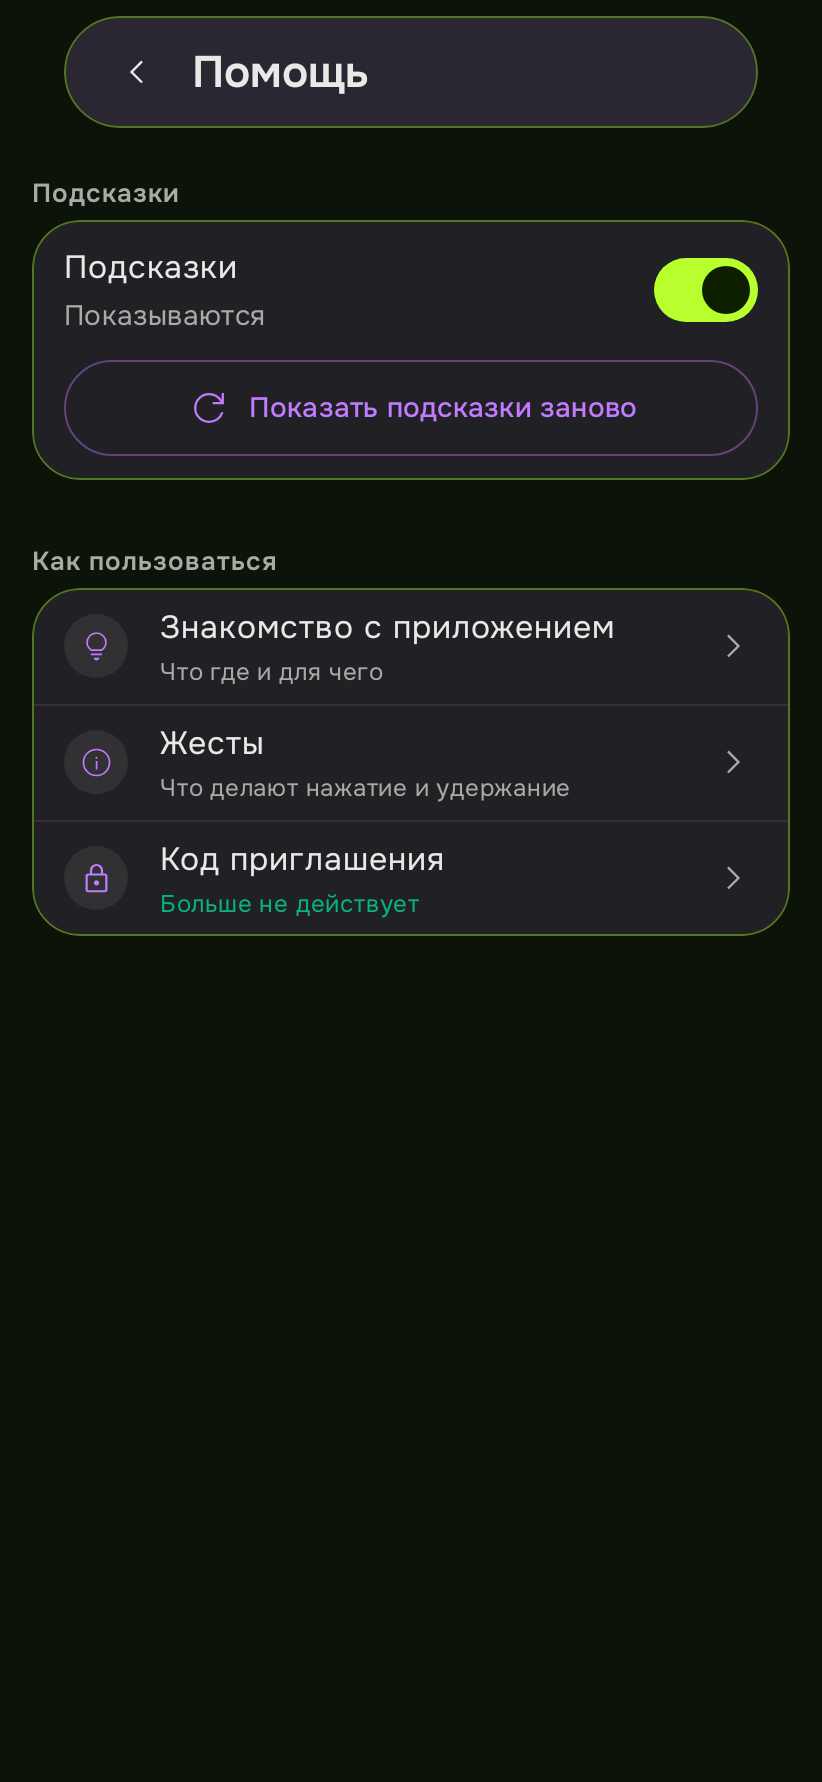 Помощь
Подсказки
Подсказки
Показываются
Показать подсказки заново
Как пользоваться
Знакомство с приложением
Что где и для чего
Жесты
Что делают нажатие и удержание
Код приглашения
Больше не действует